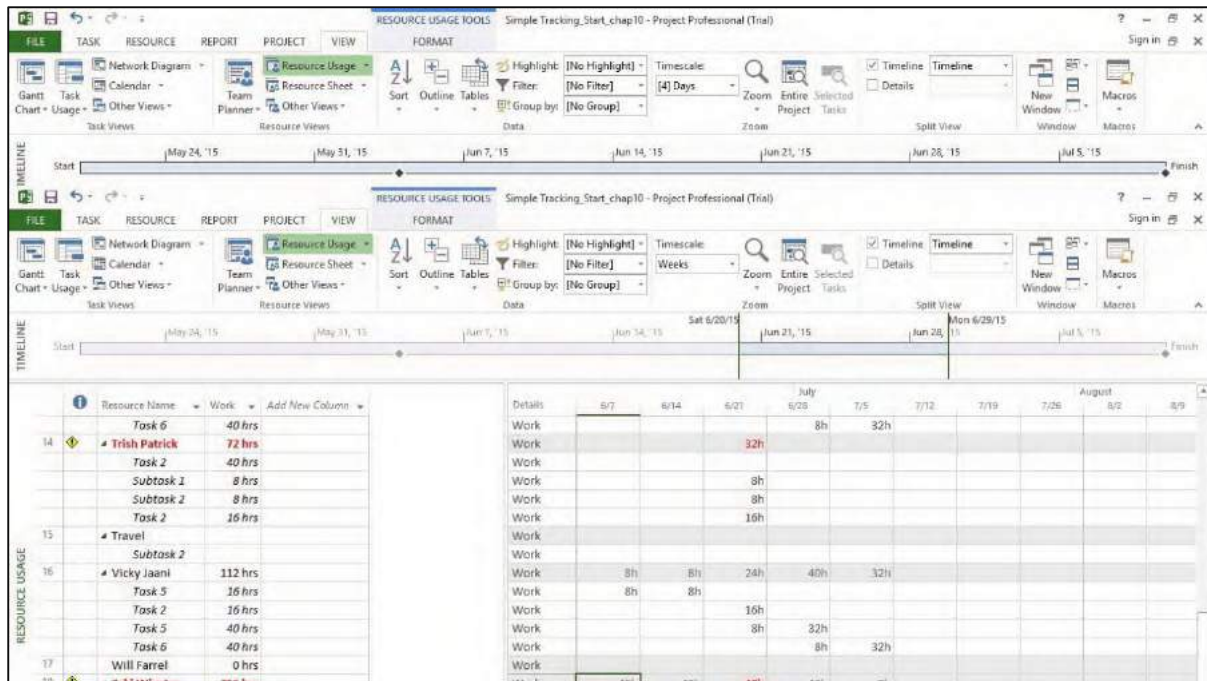 RESOURCE USAGE TOOLS Simple Tracking_Start_chap10 - Project Professional (Trial) ?
FILE TASK RESOURCE REPORT PROJECT VIEW FORMAT Sign in
Network Diagram Resource Usage Highlight: [No Highlight] Timescale: Timeline Timeline
Calendar Resource Sheet Filter: [No Filter] [4] Days Details
Gantt Chart Task Usage Other Views Team Planner Other Views Sort Outline Tables Group by: [No Group] Zoom Entire Project Selected Tasks New Window Macros
Task Views Resource Views Data Zoom Split View Window Macros
TIMELINE
May 24, '15 May 31, '15 Jun 7, '15 Jun 14, '15 Jun 21, '15 Jun 28, '15 Jul 5, '15
Start Finish
RESOURCE USAGE TOOLS Simple Tracking_Start_chap10 - Project Professional (Trial) ?
FILE TASK RESOURCE REPORT PROJECT VIEW FORMAT Sign in
Network Diagram Resource Usage Highlight: [No Highlight] Timescale: Timeline Timeline
Calendar Resource Sheet Filter: [No Filter] Weeks Details
Gantt Chart Task Usage Other Views Team Planner Other Views Sort Outline Tables Group by: [No Group] Zoom Entire Project Selected Tasks New Window Macros
Task Views Resource Views Data Zoom Split View Window Macros
TIMELINE
Sat 6/20/15 Mon 6/29/15
May 24, '15 May 31, '15 Jun 7, '15 Jun 14, '15 Jun 21, '15 Jun 28, '15 Jul 5, '15
Start Finish
July August
Resource Name Work Add New Column Details 6/7 6/14 6/21 6/28 7/5 7/12 7/19 7/26 8/2 8/9
Task 6 40 hrs Work 8h 32h
14 Trish Patrick 72 hrs Work 32h
Task 2 40 hrs Work
Subtask 1 8 hrs Work 8h
Subtask 2 8 hrs Work 8h
Task 2 16 hrs Work 16h
15 Travel Work
Subtask 2 Work
16 Vicky Jaani 112 hrs Work 8h 8h 24h 40h 32h
Task 5 16 hrs Work 8h 8h
Task 2 16 hrs Work 16h
Task 5 40 hrs Work 8h 32h
Task 6 40 hrs Work 8h 32h
17 Will Farrel 0 hrs Work
RESOURCE USAGE